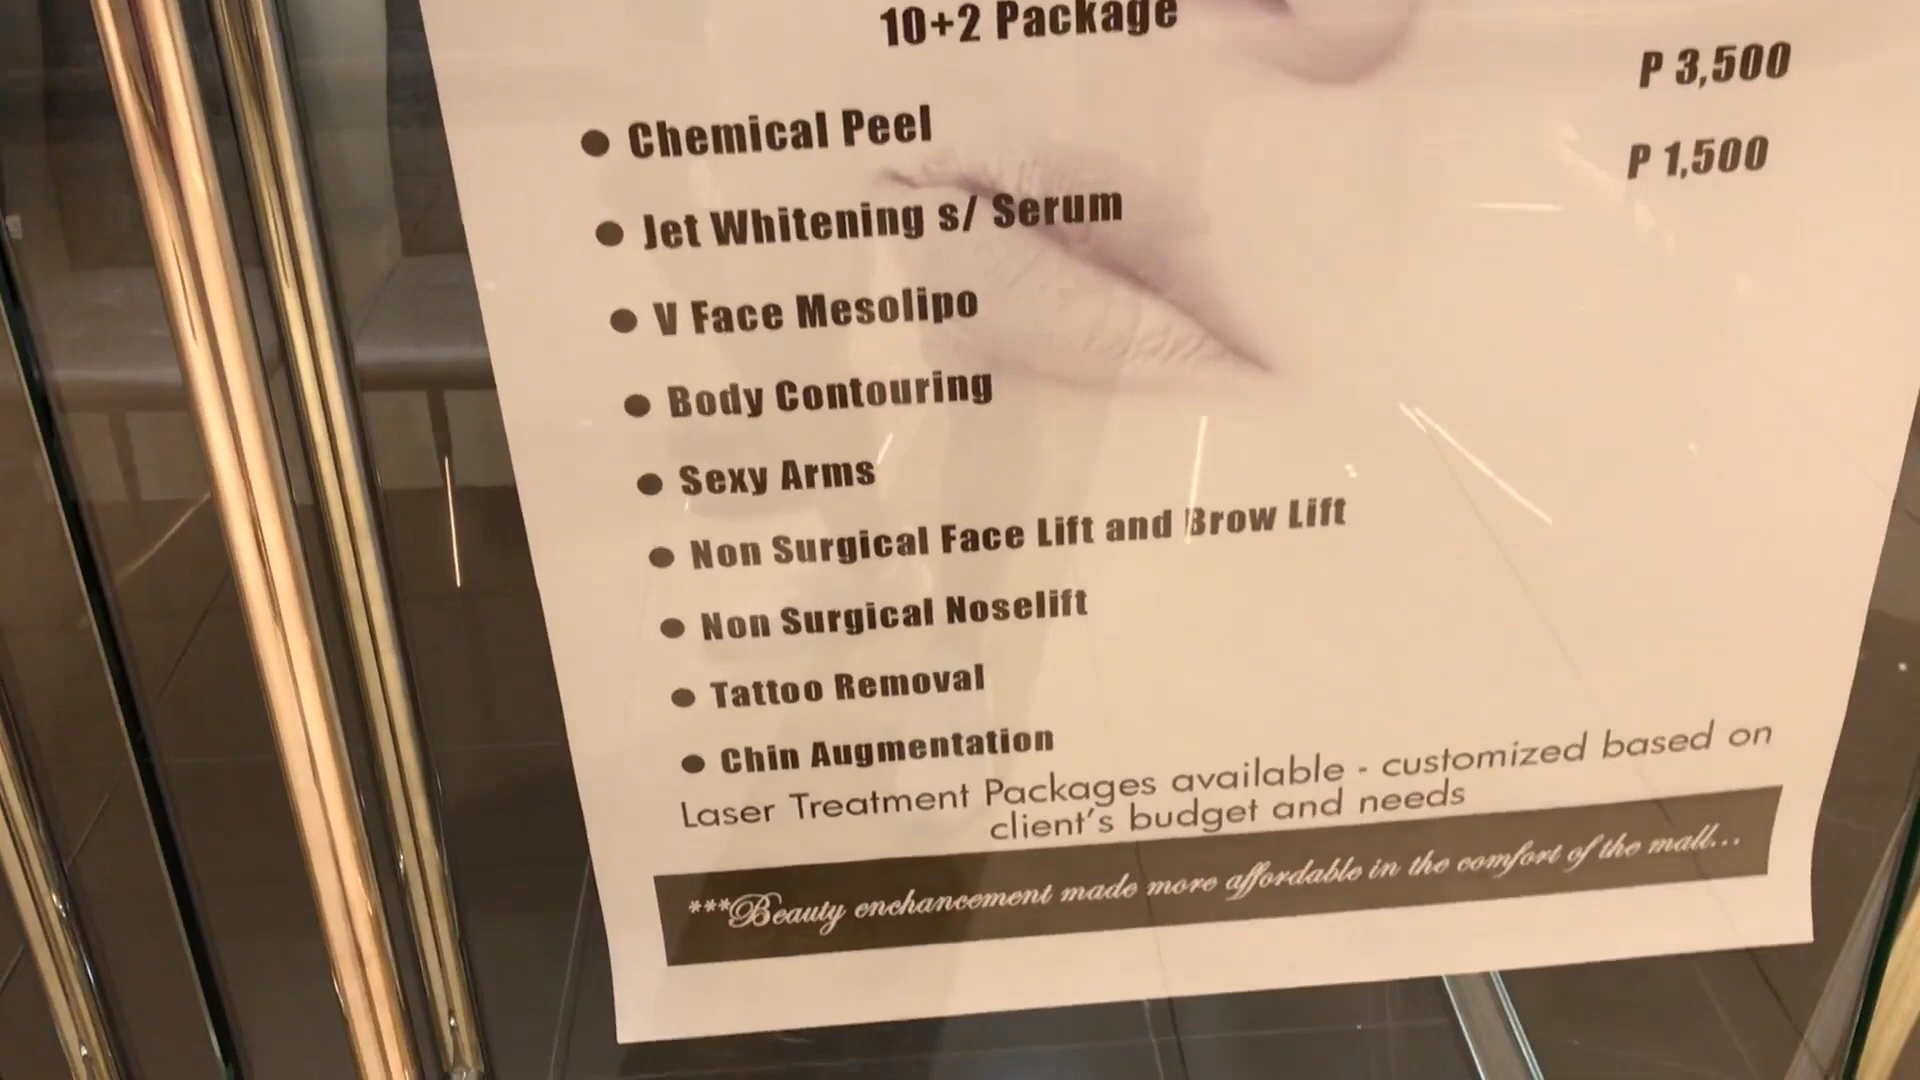 10+2 Package
• Chemical Peel P 3,500
• Jet Whitening s/ Serum P 1,500
• V Face Mesolipo
• Body Contouring
• Sexy Arms
• Non Surgical Face Lift and Brow Lift
• Non Surgical Noselift
• Tattoo Removal
• Chin Augmentation
Laser Treatment Packages available - customized based on
client's budget and needs
***Beauty enchancement made more affordable in the comfort of the mall...